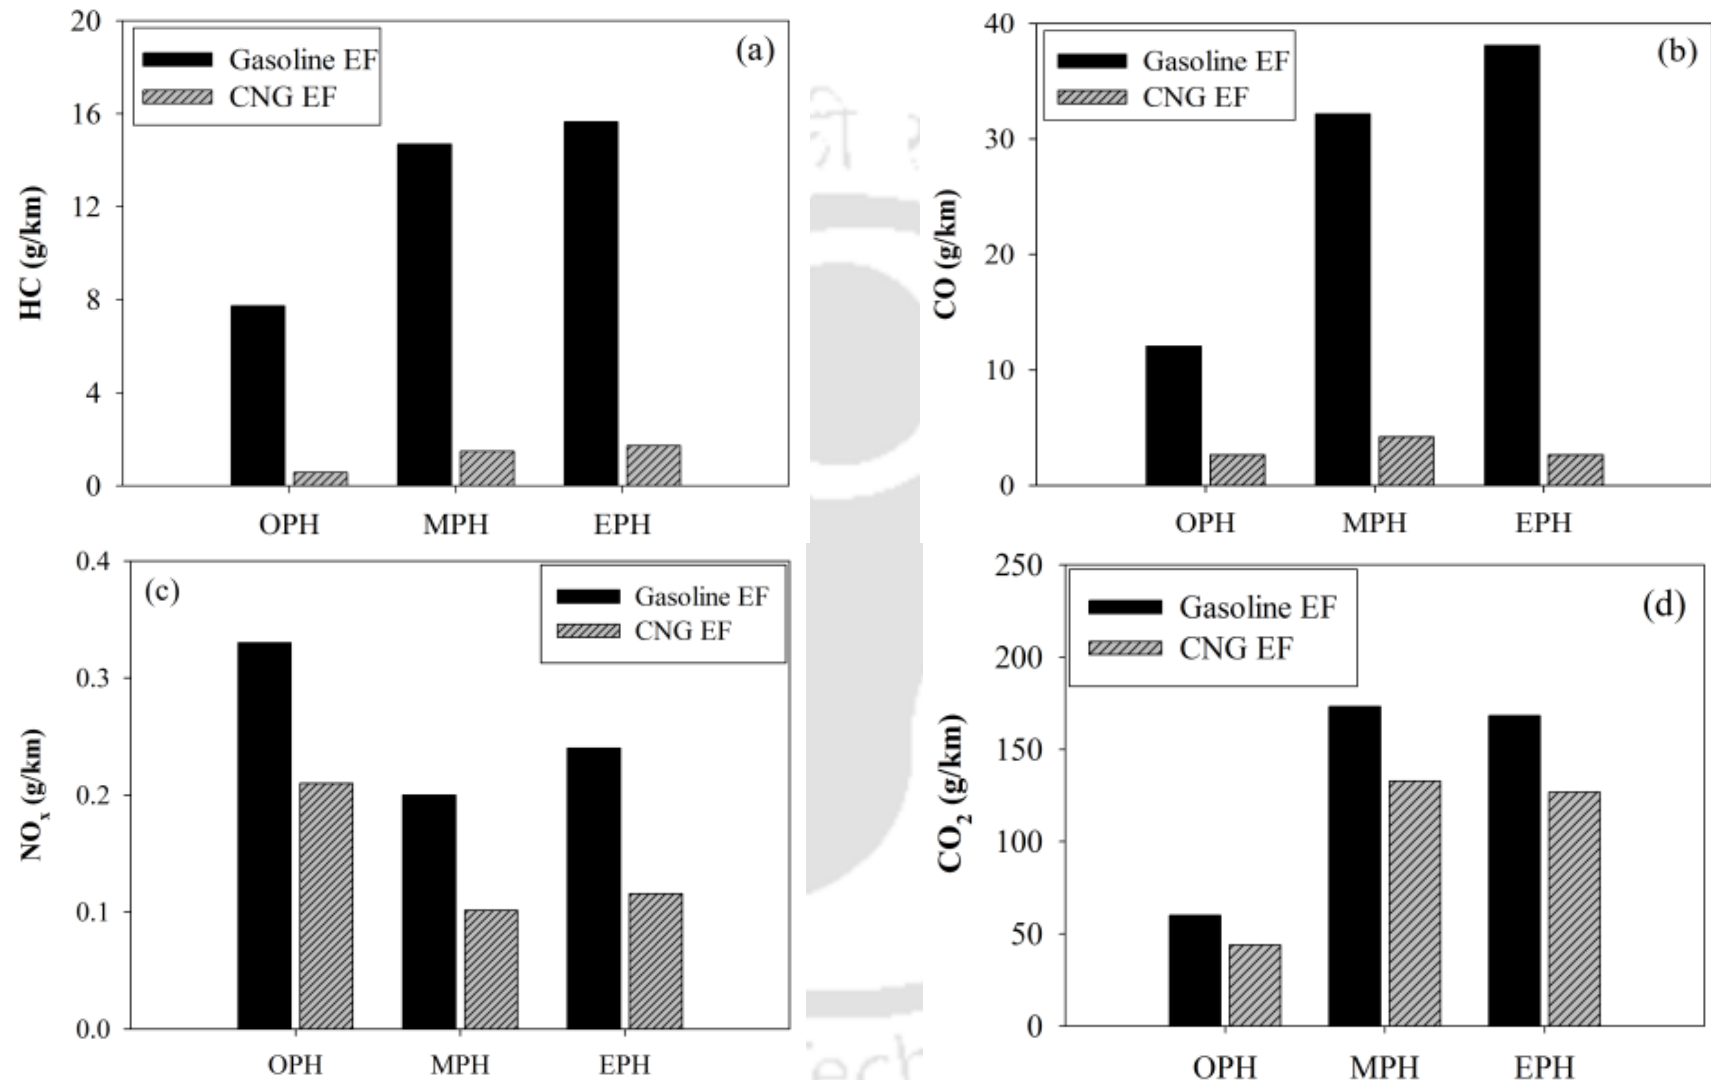 (a)
Gasoline EF
CNG EF
HC (g/km)
20
16
12
8
4
0
OPH MPH EPH
(b)
Gasoline EF
CNG EF
CO (g/km)
40
30
20
10
0
OPH MPH EPH
(c)
Gasoline EF
CNG EF
NOx (g/km)
0.4
0.3
0.2
0.1
0.0
OPH MPH EPH
(d)
Gasoline EF
CNG EF
CO2 (g/km)
250
200
150
100
50
0
OPH MPH EPH